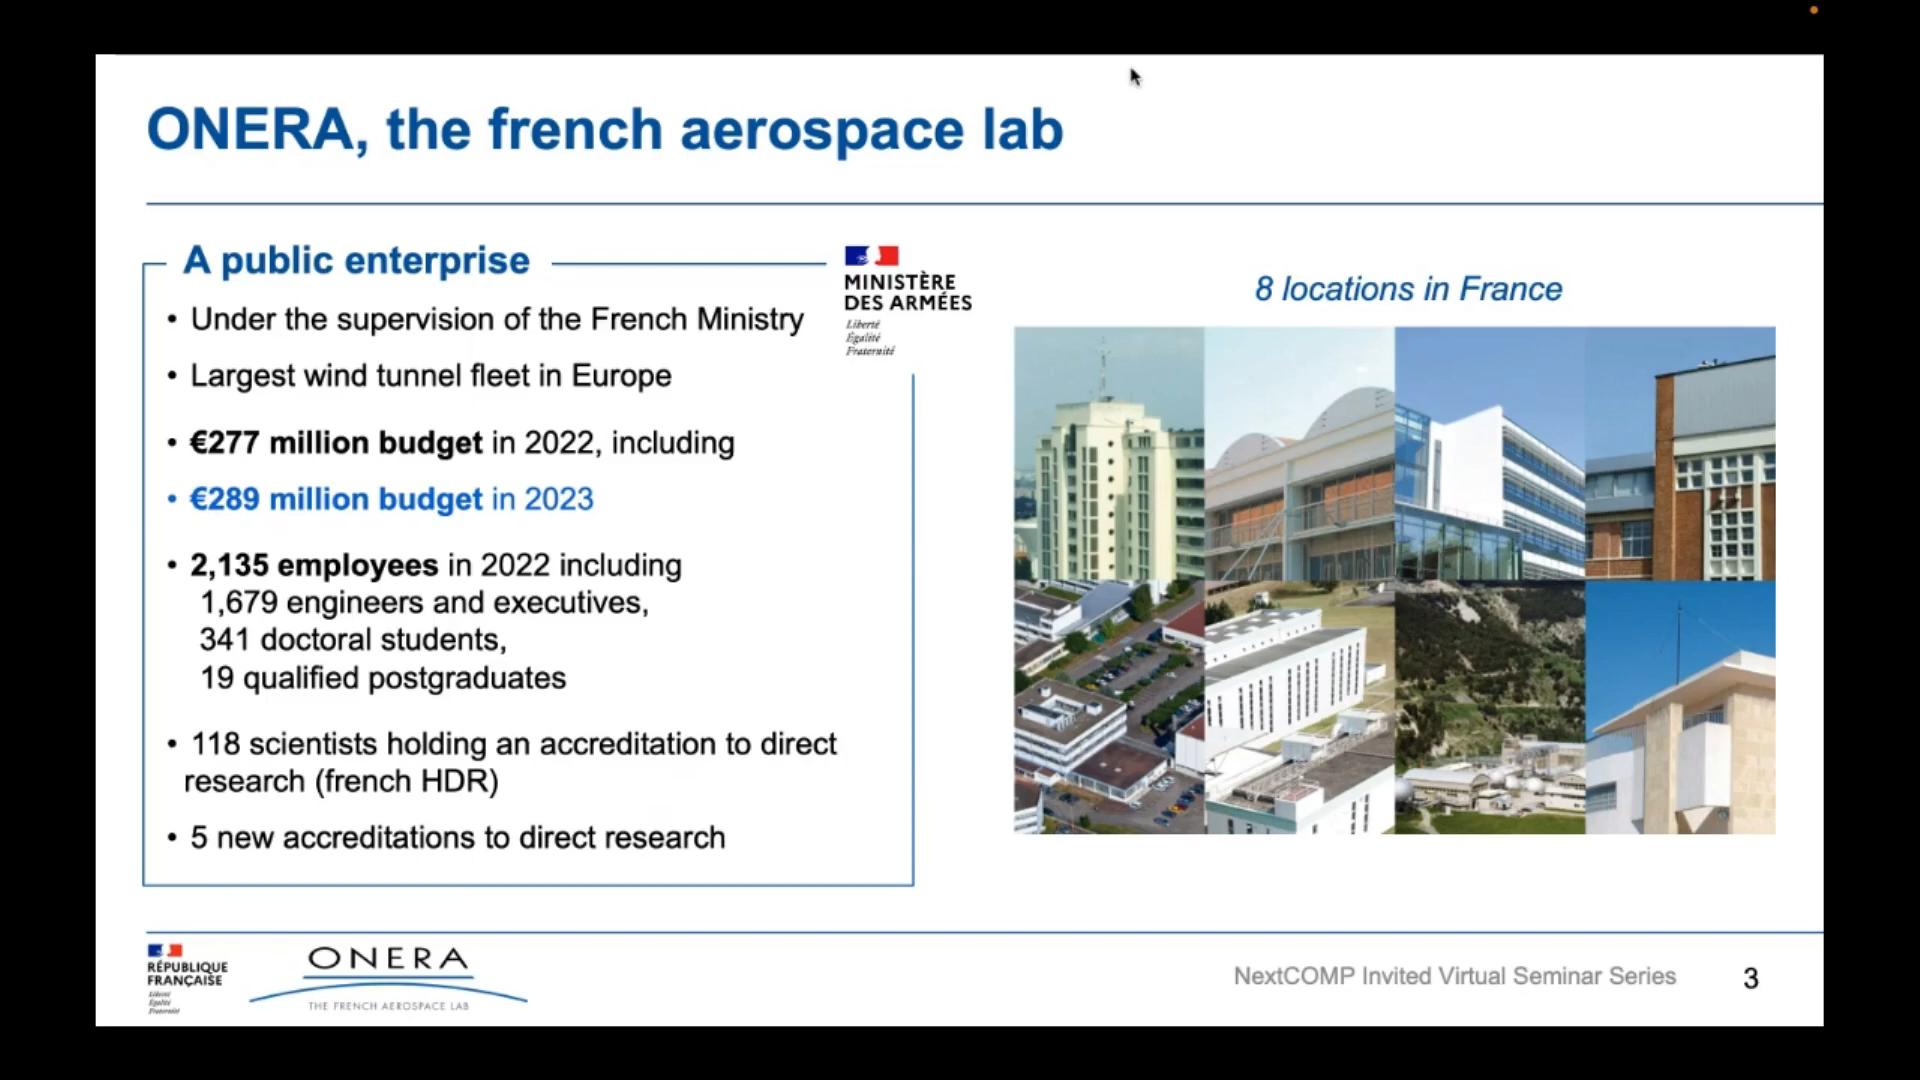 ONERA, the french aerospace lab
A public enterprise
MINISTÈRE
DES ARMÉES
Liberté
Égalité
Fraternité
• Under the supervision of the French Ministry
• Largest wind tunnel fleet in Europe
• €277 million budget in 2022, including
• €289 million budget in 2023
• 2,135 employees in 2022 including
1,679 engineers and executives,
341 doctoral students,
19 qualified postgraduates
• 118 scientists holding an accreditation to direct
research (french HDR)
• 5 new accreditations to direct research
8 locations in France
RÉPUBLIQUE
FRANÇAISE
Liberté
Égalité
Fraternité
ONERA
THE FRENCH AEROSPACE LAB
NextCOMP Invited Virtual Seminar Series
3